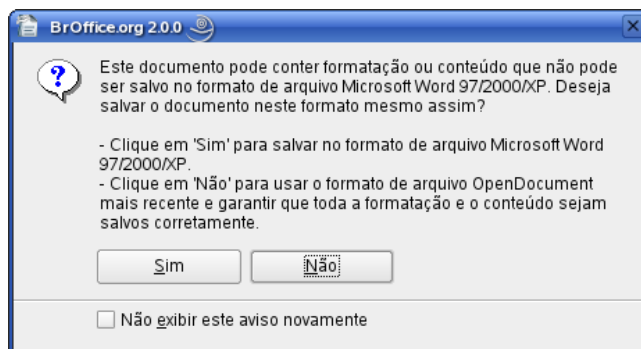 BrOffice.org 2.0.0
Este documento pode conter formatação ou conteúdo que não pode
ser salvo no formato de arquivo Microsoft Word 97/2000/XP. Deseja
salvar o documento neste formato mesmo assim?
- Clique em 'Sim' para salvar no formato de arquivo Microsoft Word
97/2000/XP.
- Clique em 'Não' para usar o formato de arquivo OpenDocument
mais recente e garantir que toda a formatação e o conteúdo sejam
salvos corretamente.
Sim Não
Não exibir este aviso novamente